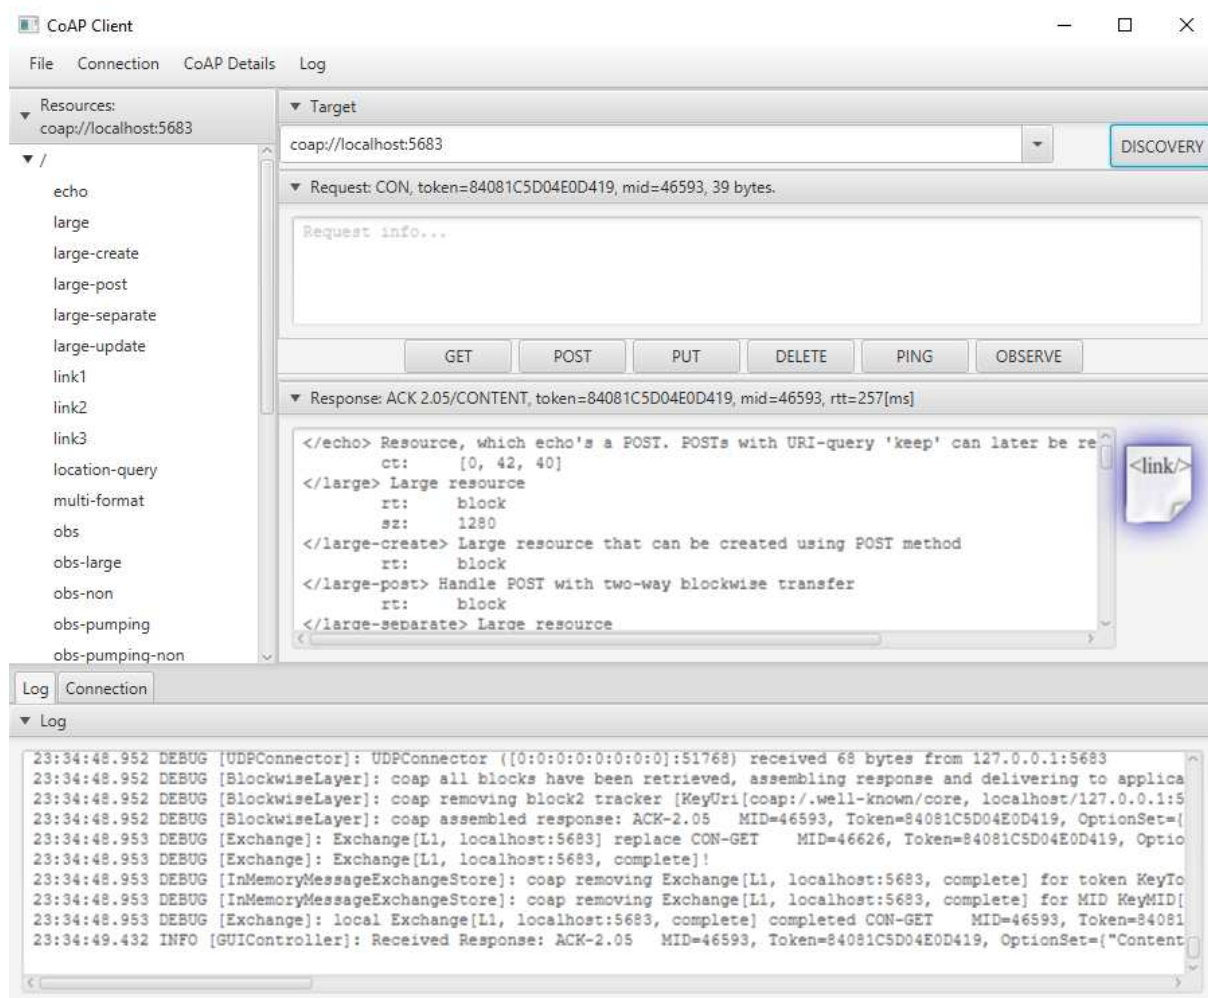 CoAP Client
File Connection CoAP Details Log
Resources:
coap://localhost:5683
/
echo
large
large-create
large-post
large-separate
large-update
link1
link2
link3
location-query
multi-format
obs
obs-large
obs-non
obs-pumping
obs-pumping-non
Target
coap://localhost:5683
DISCOVERY
Request: CON, token=84081C5D04E0D419, mid=46593, 39 bytes.
Request info...
GET POST PUT DELETE PING OBSERVE
Response: ACK 2.05/CONTENT, token=84081C5D04E0D419, mid=46593, rtt=257[ms]
</echo> Resource, which echo's a POST. POSTs with URI-query 'keep' can later be re
ct: [0, 42, 40]
</large> Large resource
rt: block
sz: 1280
</large-create> Large resource that can be created using POST method
rt: block
</large-post> Handle POST with two-way blockwise transfer
rt: block
</large-separate> Large resource
<link/>
Log Connection
Log
23:34:48.952 DEBUG [UDPConnector]: UDPConnector ([0:0:0:0:0:0:0:0]:51768) received 68 bytes from 127.0.0.1:5683
23:34:48.952 DEBUG [BlockwiseLayer]: coap all blocks have been retrieved, assembling response and delivering to applica
23:34:48.952 DEBUG [BlockwiseLayer]: coap removing block2 tracker [KeyUri[coap:/.well-known/core, localhost/127.0.0.1:5
23:34:48.952 DEBUG [BlockwiseLayer]: coap assembled response: ACK-2.05 MID=46593, Token=84081C5D04E0D419, OptionSet={
23:34:48.953 DEBUG [Exchange]: Exchange[L1, localhost:5683] replace CON-GET MID=46626, Token=84081C5D04E0D419, Optio
23:34:48.953 DEBUG [Exchange]: Exchange[L1, localhost:5683, complete]!
23:34:48.953 DEBUG [InMemoryMessageExchangeStore]: coap removing Exchange[L1, localhost:5683, complete] for token KeyTo
23:34:48.953 DEBUG [InMemoryMessageExchangeStore]: coap removing Exchange[L1, localhost:5683, complete] for MID KeyMID[
23:34:48.953 DEBUG [Exchange]: local Exchange[L1, localhost:5683, complete] completed CON-GET MID=46593, Token=84081
23:34:49.432 INFO [GUIController]: Received Response: ACK-2.05 MID=46593, Token=84081C5D04E0D419, OptionSet={"Content